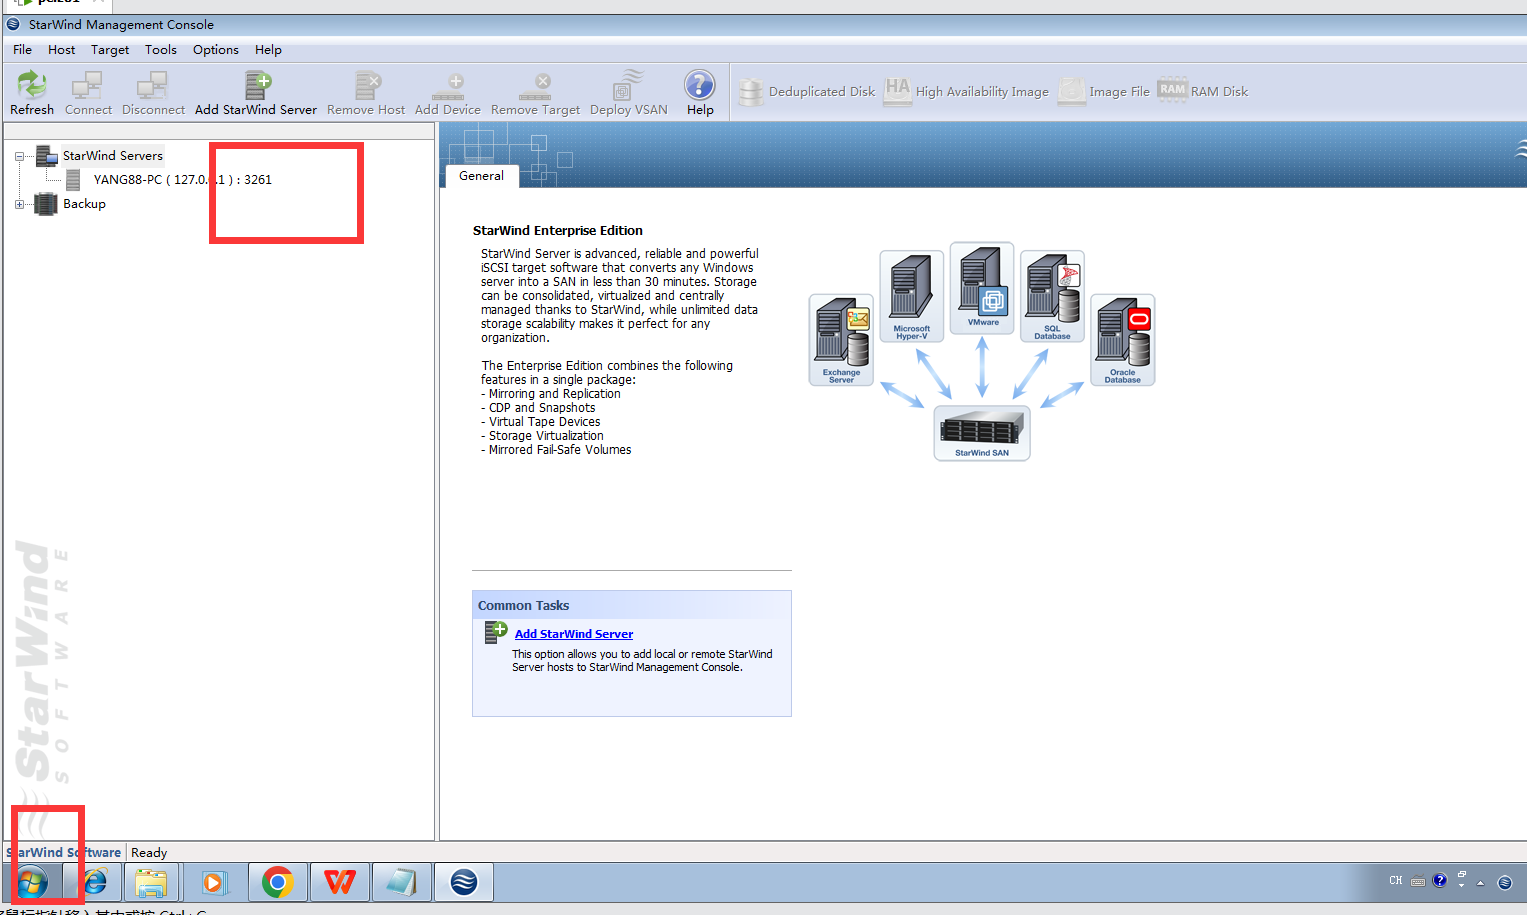 StarWind Management Console
File Host Target Tools Options Help
Refresh Connect Disconnect Add StarWind Server Remove Host Add Device Remove Target Deploy VSAN Help
Deduplicated Disk HA High Availability Image Image File RAM RAM Disk
StarWind Servers
YANG88-PC ( 127.0. .1 ) : 3261
Backup
General
StarWind Enterprise Edition
StarWind Server is advanced, reliable and powerful
iSCSI target software that converts any Windows
server into a SAN in less than 30 minutes. Storage
can be consolidated, virtualized and centrally
managed thanks to StarWind, while unlimited data
storage scalability makes it perfect for any
organization.
The Enterprise Edition combines the following
features in a single package:
- Mirroring and Replication
- CDP and Snapshots
- Virtual Tape Devices
- Storage Virtualization
- Mirrored Fail-Safe Volumes
Exchange
Server
Microsoft
Hyper-V
VMware
SQL
Database
Oracle
Database
StarWind SAN
Common Tasks
Add StarWind Server
This option allows you to add local or remote StarWind
Server hosts to StarWind Management Console.
StarWind
SOFTWARE
StarWind Software Ready
CH